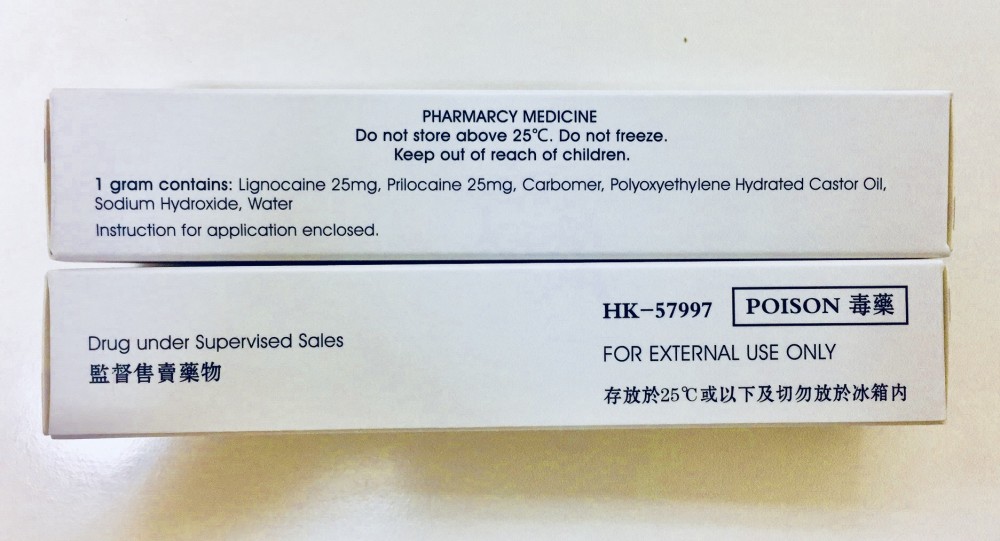 PHARMARCY MEDICINE
Do not store above 25℃. Do not freeze.
Keep out of reach of children.
1 gram contains: Lignocaine 25mg, Prilocaine 25mg, Carbomer, Polyoxyethylene Hydrated Castor Oil,
Sodium Hydroxide, Water
Instruction for application enclosed.
HK-57997 POISON 毒藥
Drug under Supervised Sales
監督售賣藥物
FOR EXTERNAL USE ONLY
存放於25℃或以下及切勿放於冰箱内